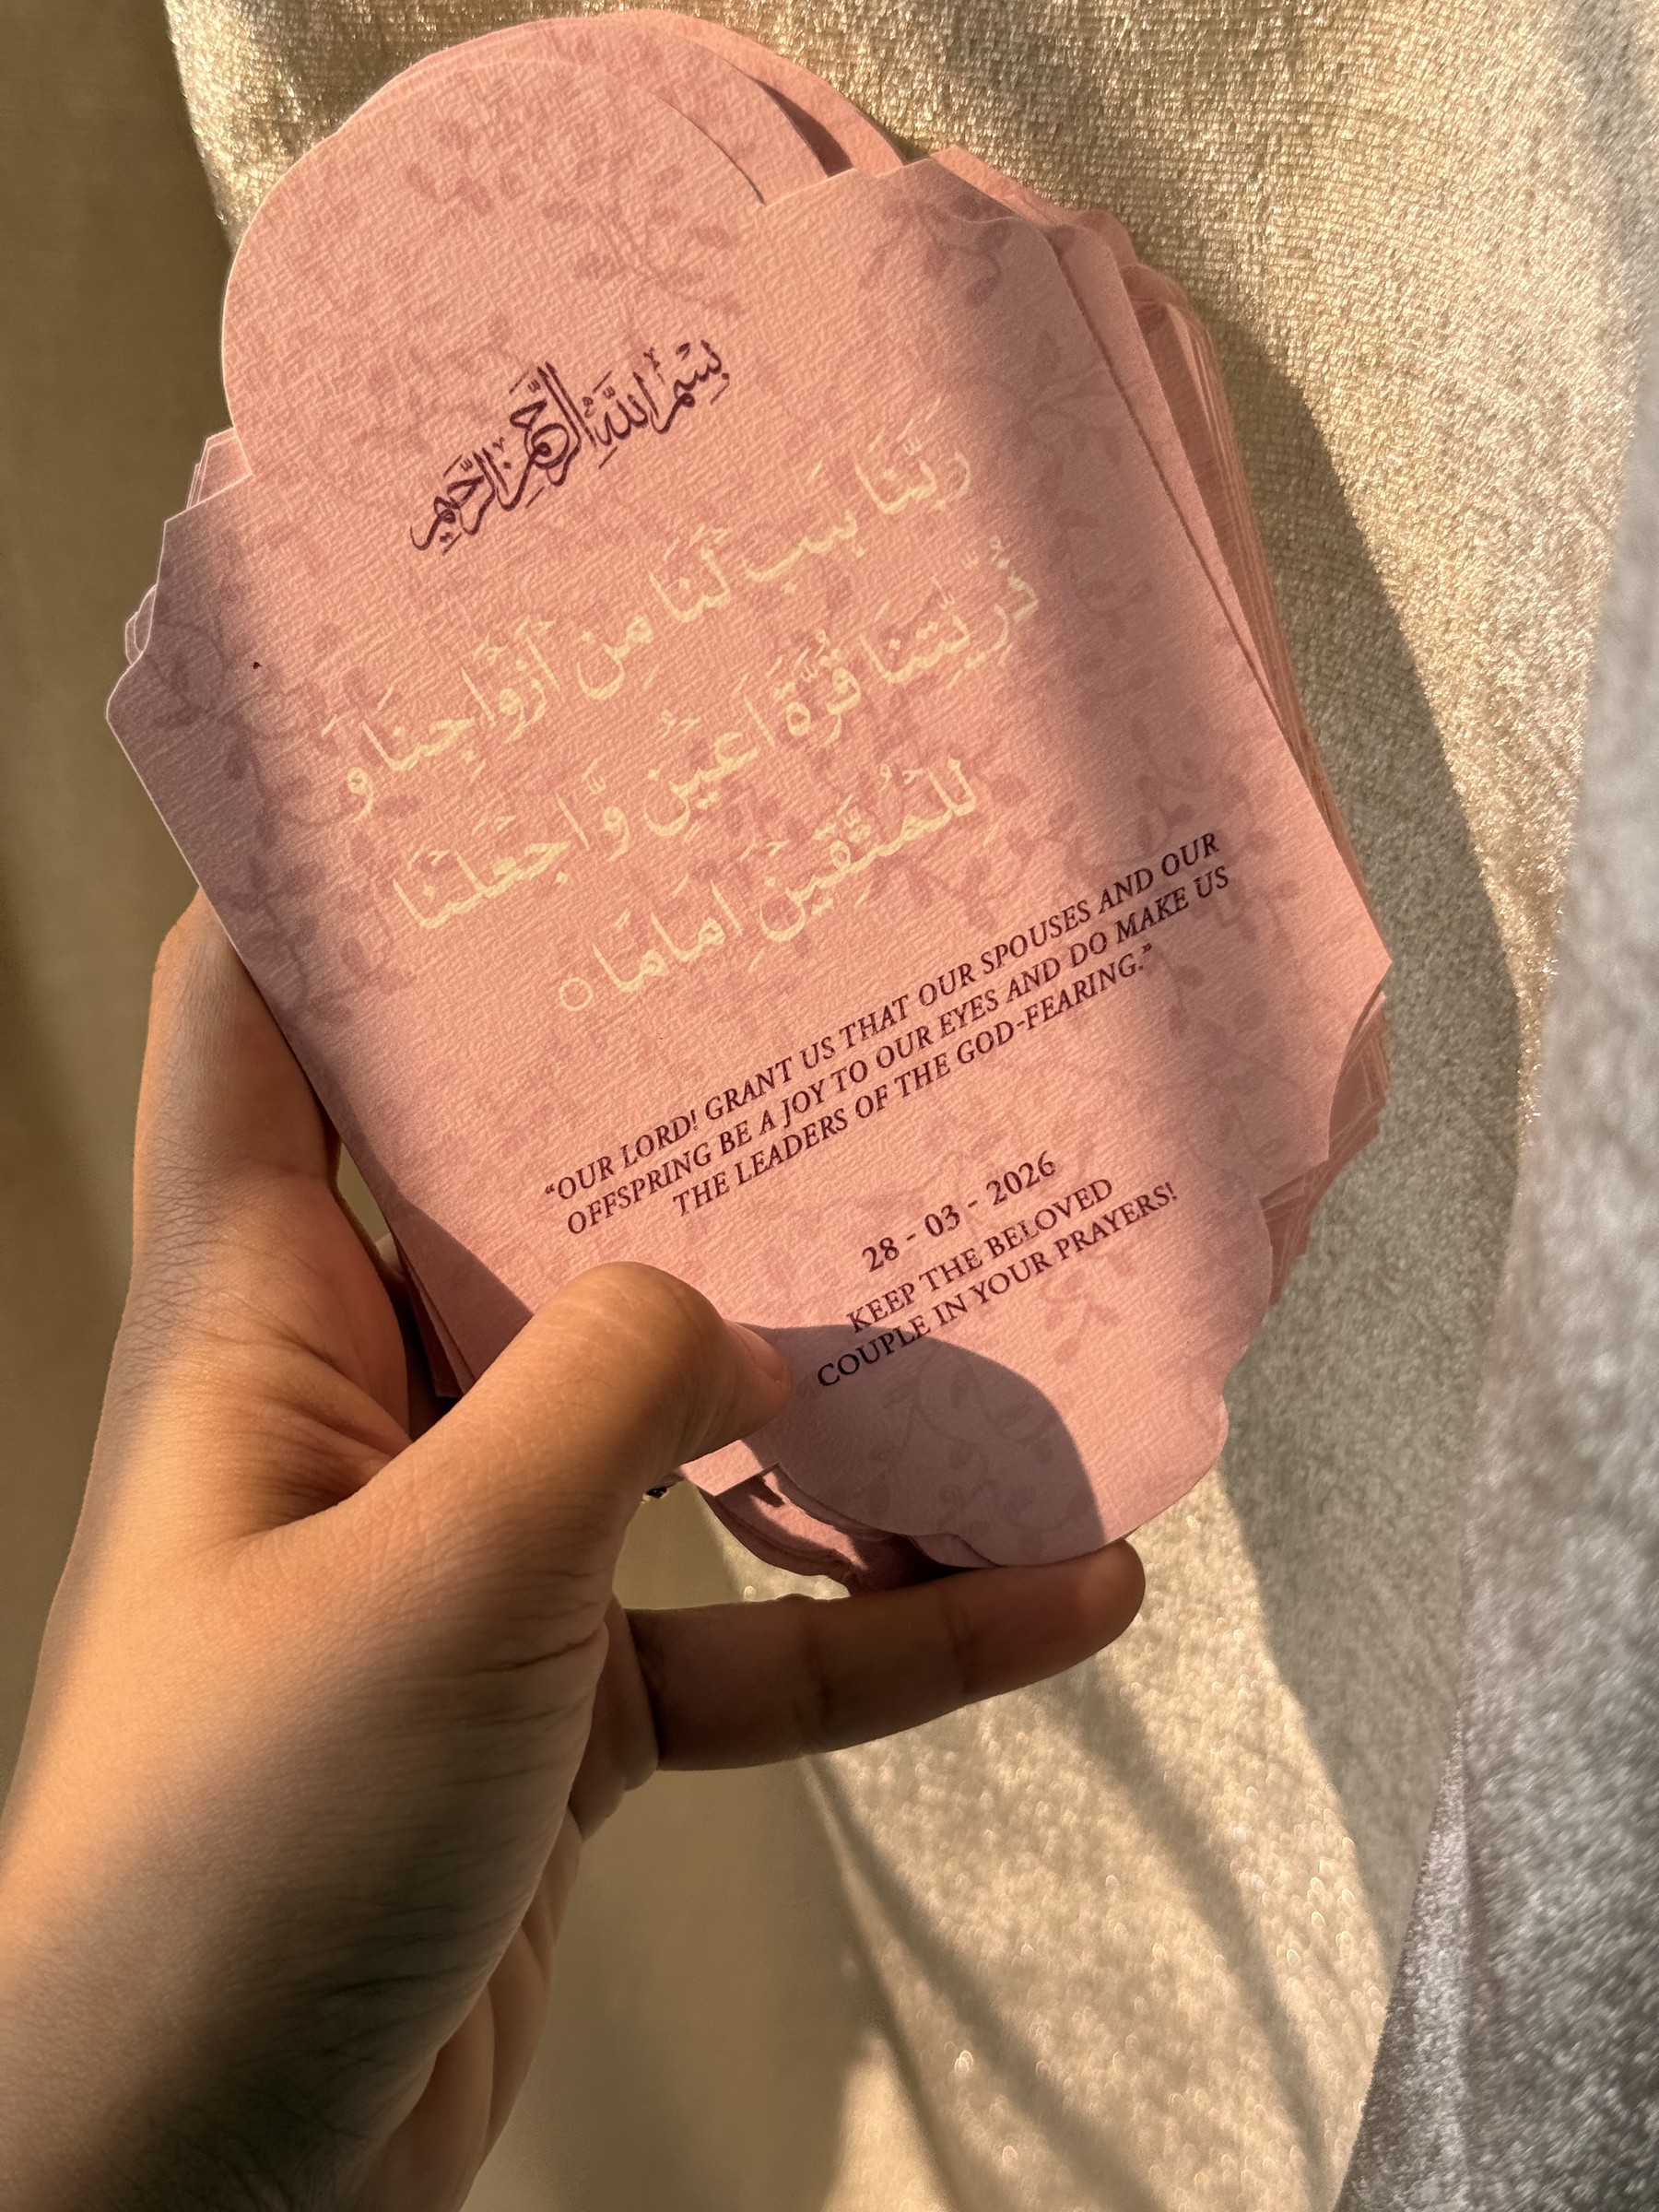 بِسْمِ اللَّهِ الرَّحْمَٰنِ الرَّحِيمِ
رَبَّنَا هَبْ لَنَا مِنْ أَزْوَاجِنَا وَ
ذُرِّيّٰتِنَا قُرَّةَ اَعْيُنٍ وَّاجْعَلْنَا
لِلْمُتَّقِيْنَ اِمَامًا ○
“OUR LORD! GRANT US THAT OUR SPOUSES AND OUR
OFFSPRING BE A JOY TO OUR EYES AND DO MAKE US
THE LEADERS OF THE GOD-FEARING.”
28 - 03 - 2026
KEEP THE BELOVED
COUPLE IN YOUR PRAYERS!